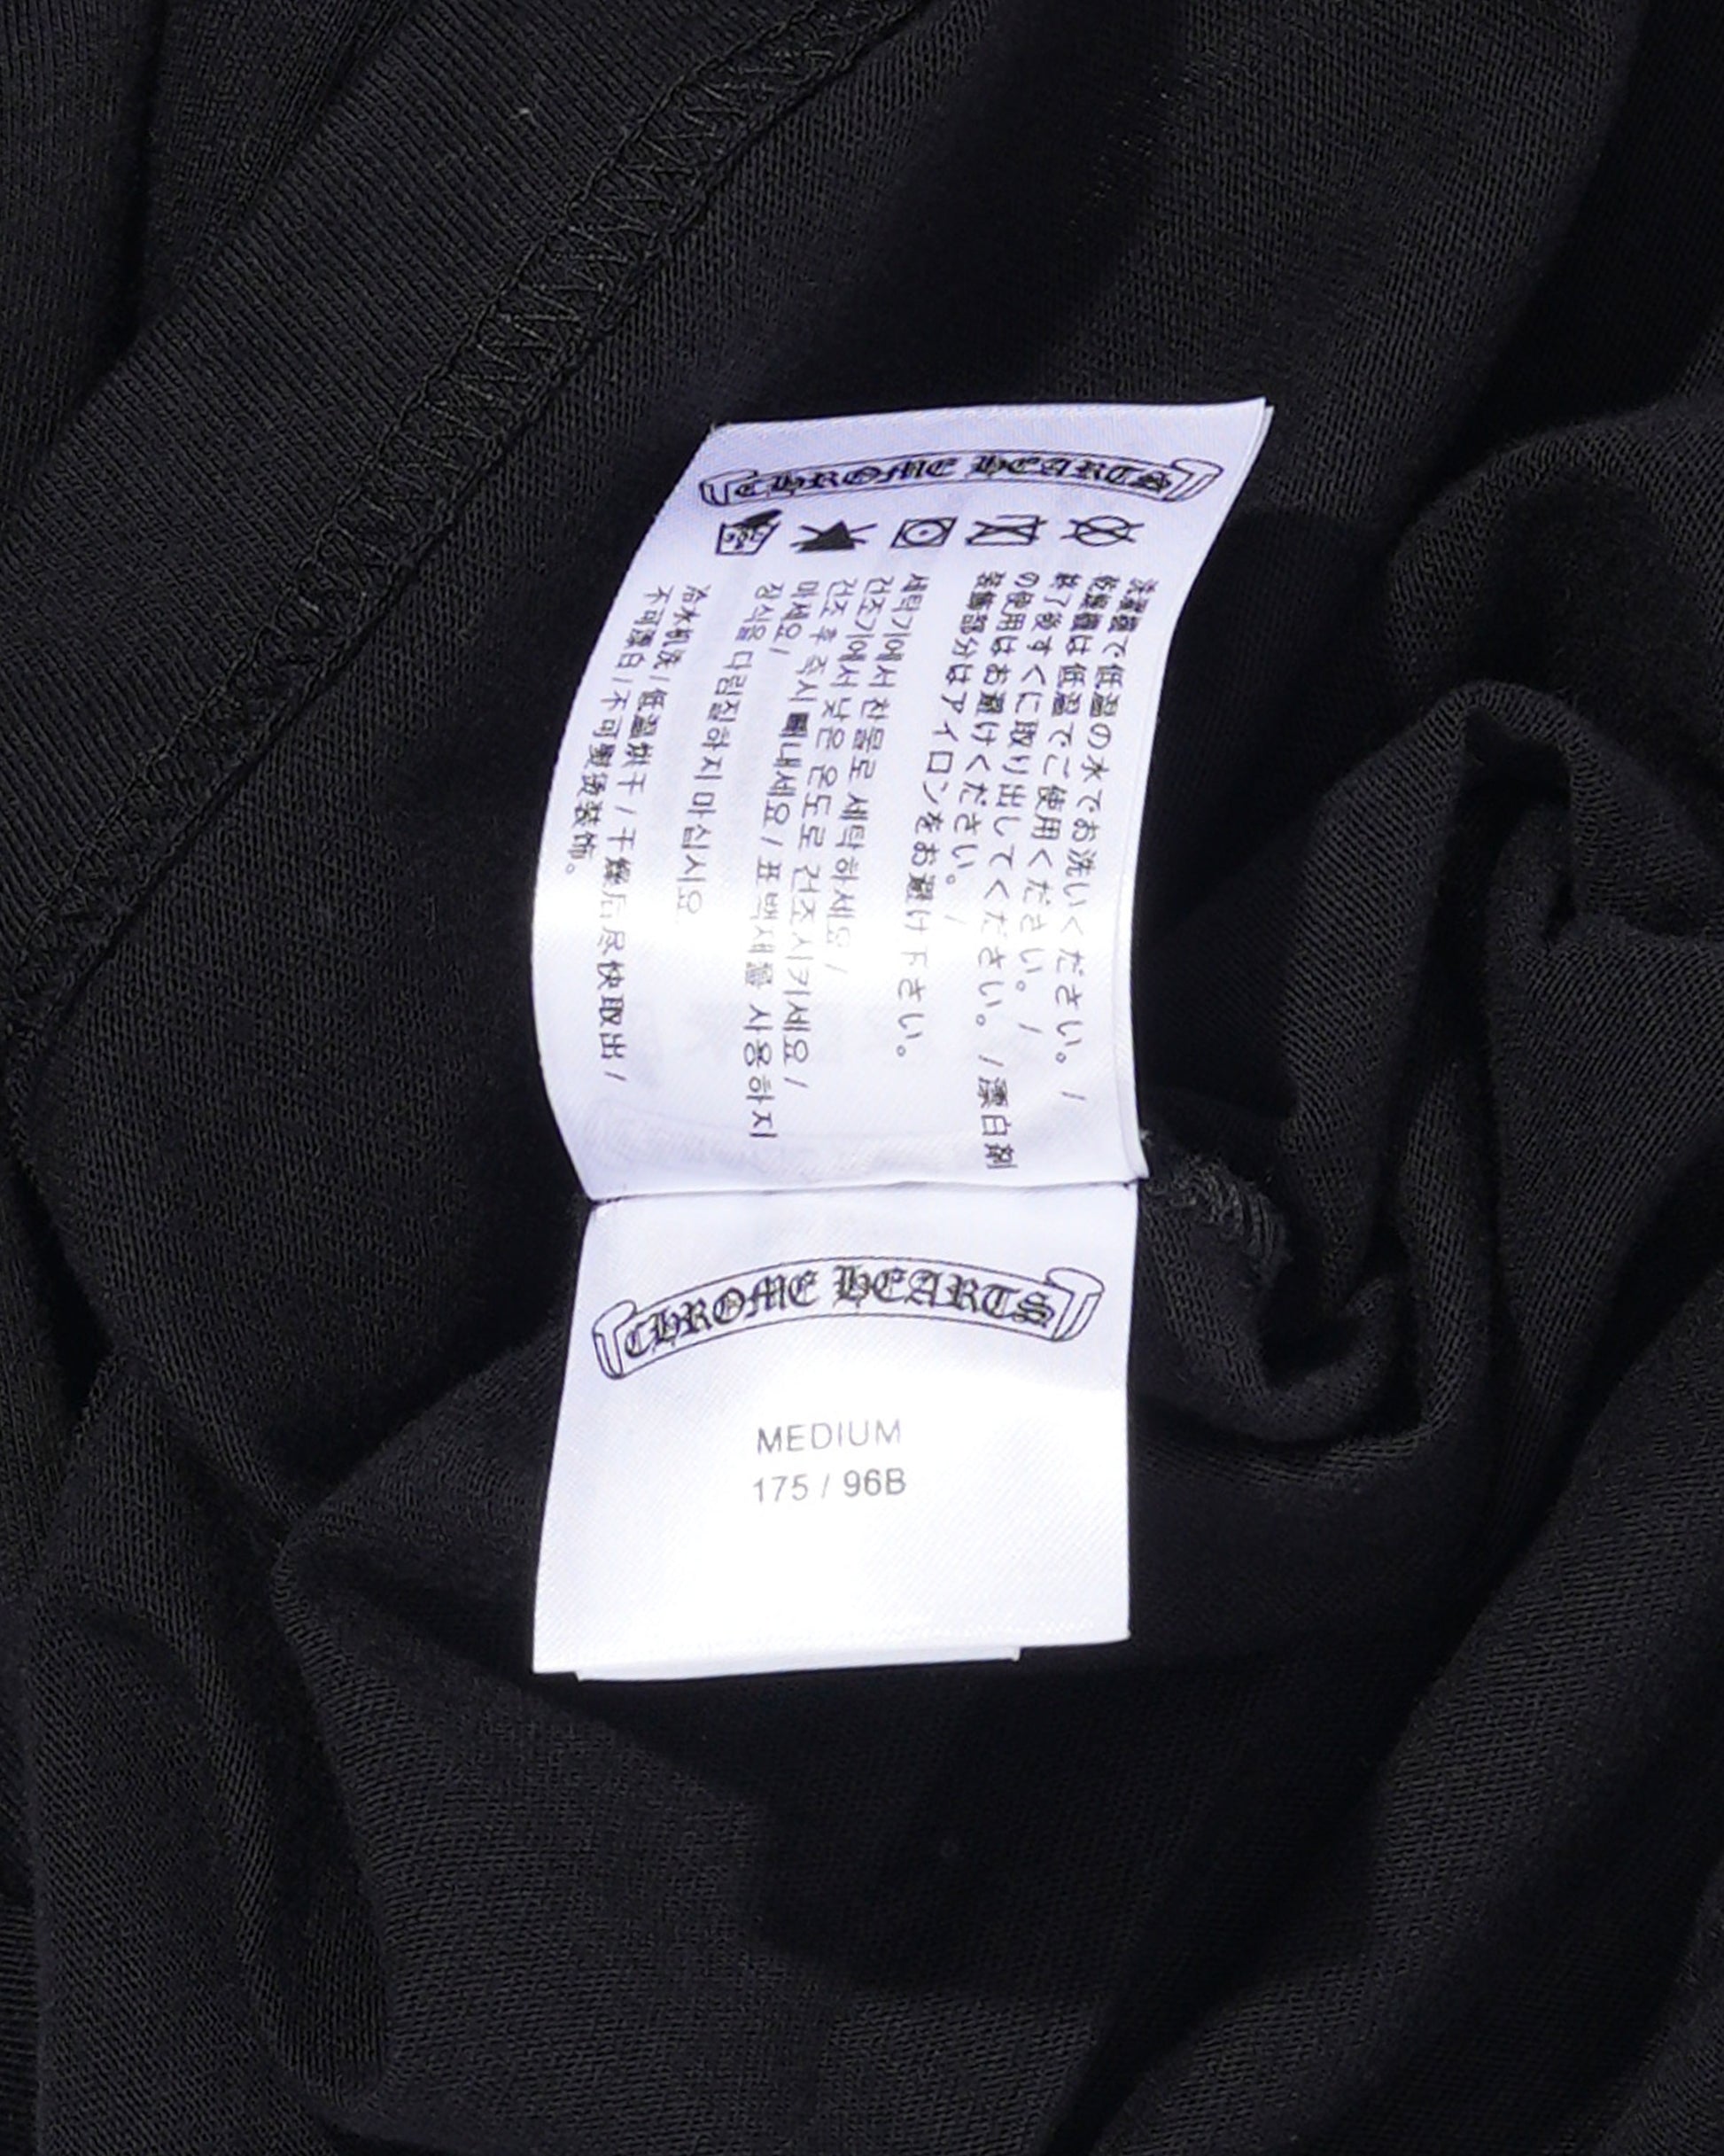 CHROME HEARTS
洗濯機で低温の水でお洗いください。/
乾燥機は低温でご使用ください。/
終了後すぐに取り出してください。/漂白剤
の使用はお避けください。/
装飾部分はアイロンをお避け下さい。
세탁기에서 찬물로 세탁하세요/
건조기에서 낮은 온도로 건조시키세요/
건조 후 즉시 빼내세요/표백제를 사용하지
마세요/
장식을 다림질하지 마십시요
冷水机洗/低温烘干/干燥后尽快取出/
不可漂白/不可熨烫装饰。
CHROME HEARTS
MEDIUM
175 / 96B